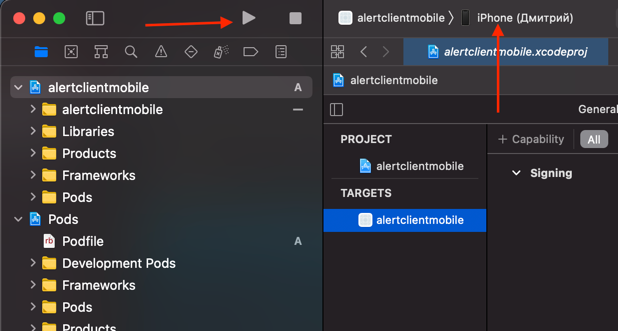 alertclientmobile
A
alertclientmobile
Libraries
Products
Frameworks
Pods
Pods
rb Podfile
A
Development Pods
Frameworks
Pods
Products
alertclientmobile
iPhone (Дмитрий)
alertclientmobile.xcodeproj
alertclientmobile
General
PROJECT
alertclientmobile
TARGETS
alertclientmobile
+ Capability
All
Signing